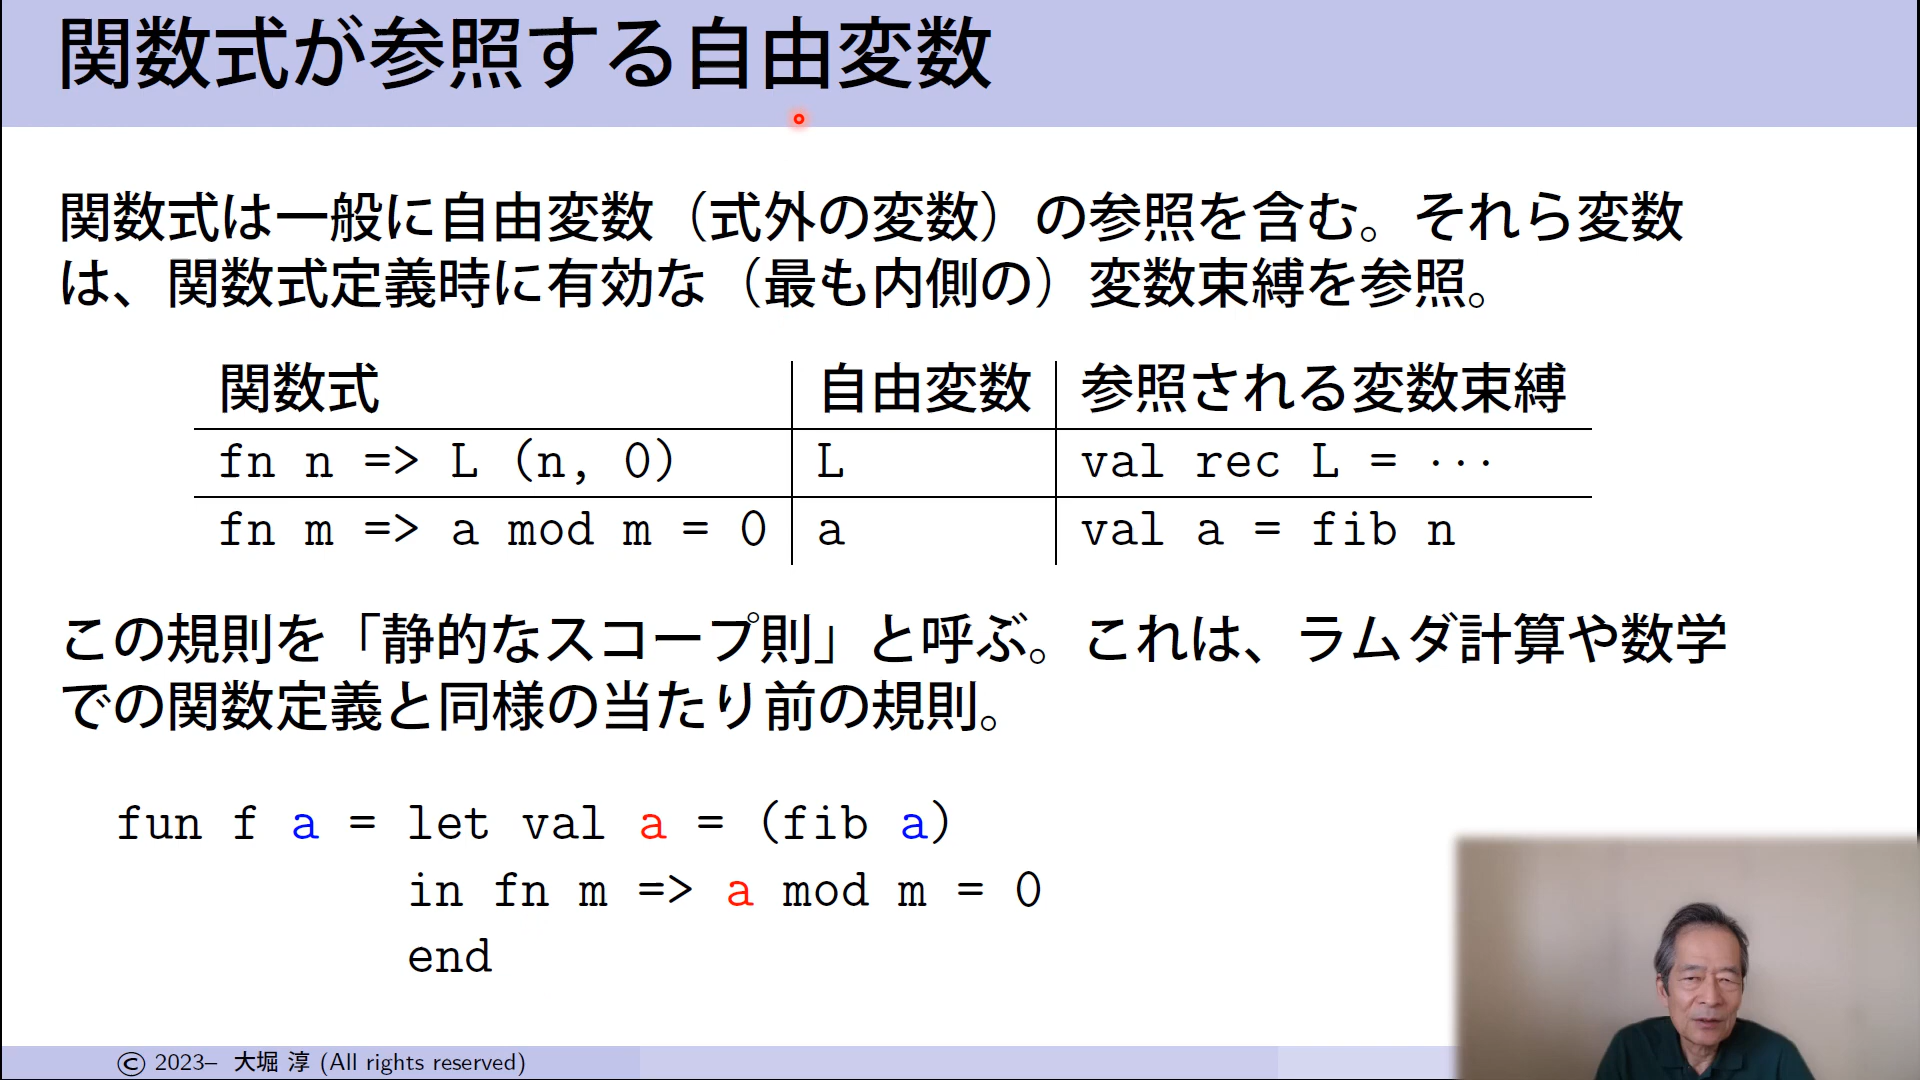 関数式が参照する自由変数
関数式は一般に自由変数（式外の変数）の参照を含む。それら変数
は、関数式定義時に有効な（最も内側の）変数束縛を参照。
関数式 自由変数 参照される変数束縛
fn n => L (n, 0) L val rec L = ···
fn m => a mod m = 0 a val a = fib n
この規則を「静的なスコープ則」と呼ぶ。これは、ラムダ計算や数学
での関数定義と同様の当たり前の規則。
fun f a = let val a = (fib a)
in fn m => a mod m = 0
end
© 2023– 大堀 淳 (All rights reserved)